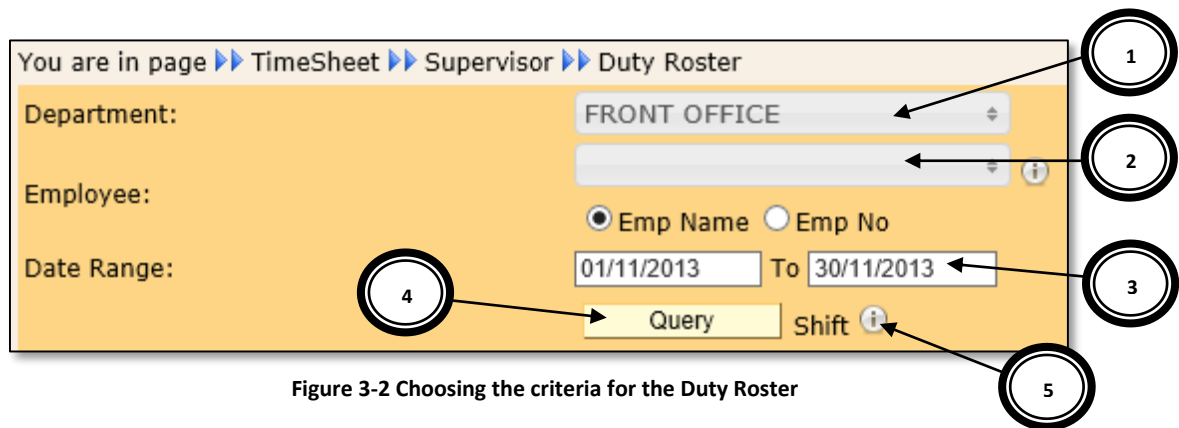 1
You are in page TimeSheet Supervisor Duty Roster
Department: FRONT OFFICE
2
Employee:
Emp Name Emp No
Date Range: 01/11/2013 To 30/11/2013
3
4
Query Shift
5
Figure 3-2 Choosing the criteria for the Duty Roster